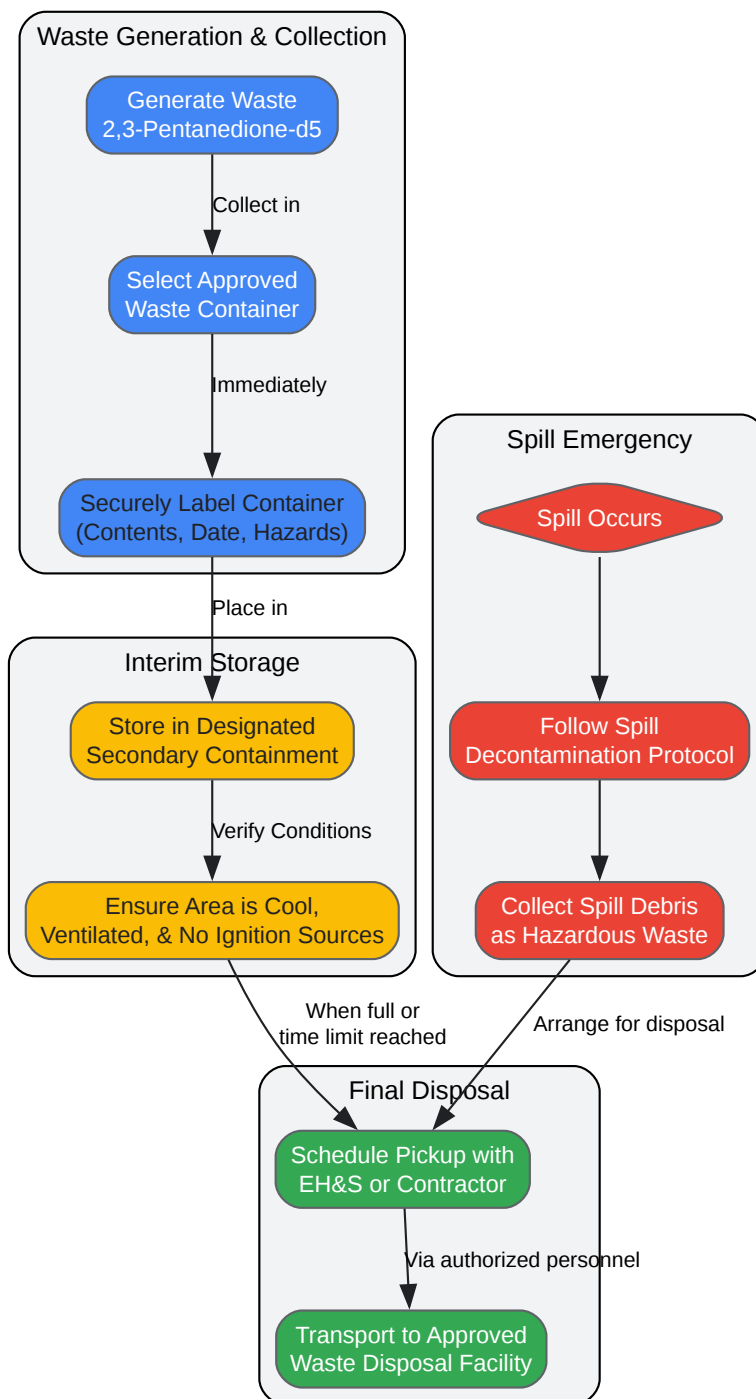 Waste Generation & Collection
Generate Waste
2,3-Pentanedione-d5
Collect in
Select Approved
Waste Container
Immediately
Securely Label Container
(Contents, Date, Hazards)
Place in
Interim Storage
Store in Designated
Secondary Containment
Verify Conditions
Ensure Area is Cool,
Ventilated, & No Ignition Sources
When full or
time limit reached
Spill Emergency
Spill Occurs
Follow Spill
Decontamination Protocol
Collect Spill Debris
as Hazardous Waste
Arrange for disposal
Final Disposal
Schedule Pickup with
EH&S or Contractor
Via authorized personnel
Transport to Approved
Waste Disposal Facility